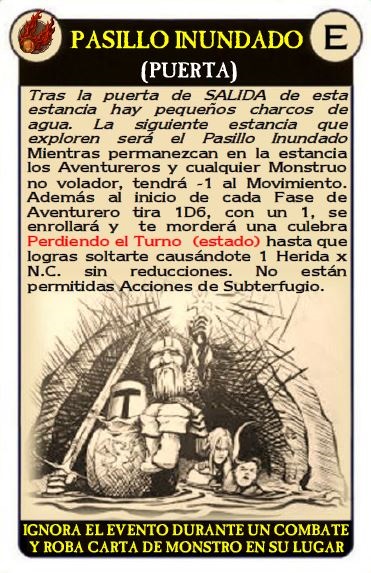 PASILLO INUNDADO
E
(PUERTA)
Tras la puerta de SALIDA de esta
estancia hay pequeños charcos de
agua. La siguiente estancia que
exploren será el Pasillo Inundado
Mientras permanezcan en la estancia
los Aventureros y cualquier Monstruo
no volador, tendrá -1 al Movimiento.
Además al inicio de cada Fase de
Aventurero tira 1D6, con un 1, se
enrollará y te morderá una culebra
Perdiendo el Turno (estado) hasta que
logras soltarte causándote 1 Herida x
N.C. sin reducciones. No están
permitidas Acciones de Subterfugio.
IGNORA EL EVENTO DURANTE UN COMBATE
Y ROBA CARTA DE MONSTRO EN SU LUGAR